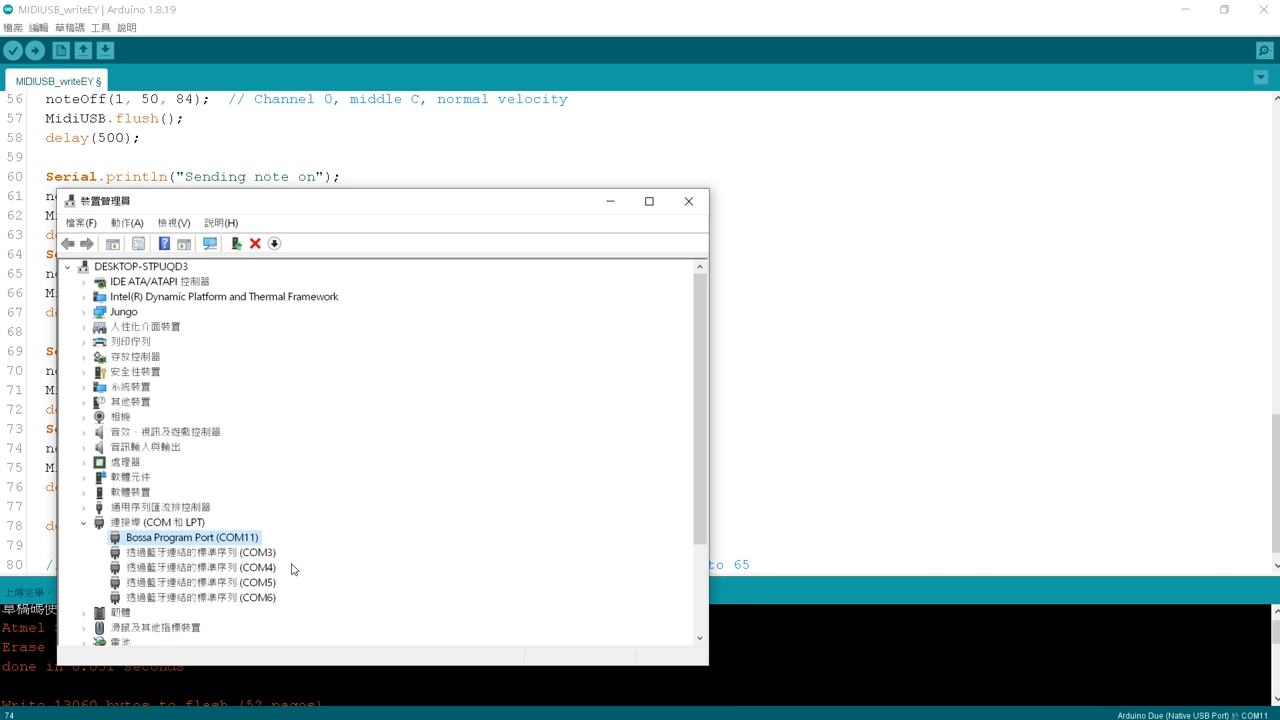 MIDIUSB_writeEY | Arduino 1.8.19
檔案 編輯 草稿碼 工具 說明
MIDIUSB_writeEY §
56 noteOff(1, 50, 84); // Channel 0, middle C, normal velocity
57 MidiUSB.flush();
58 delay(500);
59
60 Serial.println("Sending note on");
61
62
63
64
65
66
67
68
69
70
71
72
73
74
75
76
77
78
79
80 to 65
裝置管理員
檔案(F) 動作(A) 檢視(V) 說明(H)
DESKTOP-STPUQD3
IDE ATA/ATAPI 控制器
Intel(R) Dynamic Platform and Thermal Framework
Jungo
人性化介面裝置
列印佇列
存放控制器
安全性裝置
系統裝置
其他裝置
相機
音效、視訊及遊戲控制器
音訊輸入與輸出
處理器
軟體元件
軟體裝置
通用序列匯流排控制器
連接埠 (COM 和 LPT)
Bossa Program Port (COM11)
透過藍牙連結的標準序列 (COM3)
透過藍牙連結的標準序列 (COM4)
透過藍牙連結的標準序列 (COM5)
透過藍牙連結的標準序列 (COM6)
韌體
滑鼠及其他指標裝置
電池
上傳完畢。
草稿碼使
Atmel
Erase
done in 0.031 seconds
Write 13060 bytes to flash (52 pages)
74 Arduino Due (Native USB Port) 於 COM11